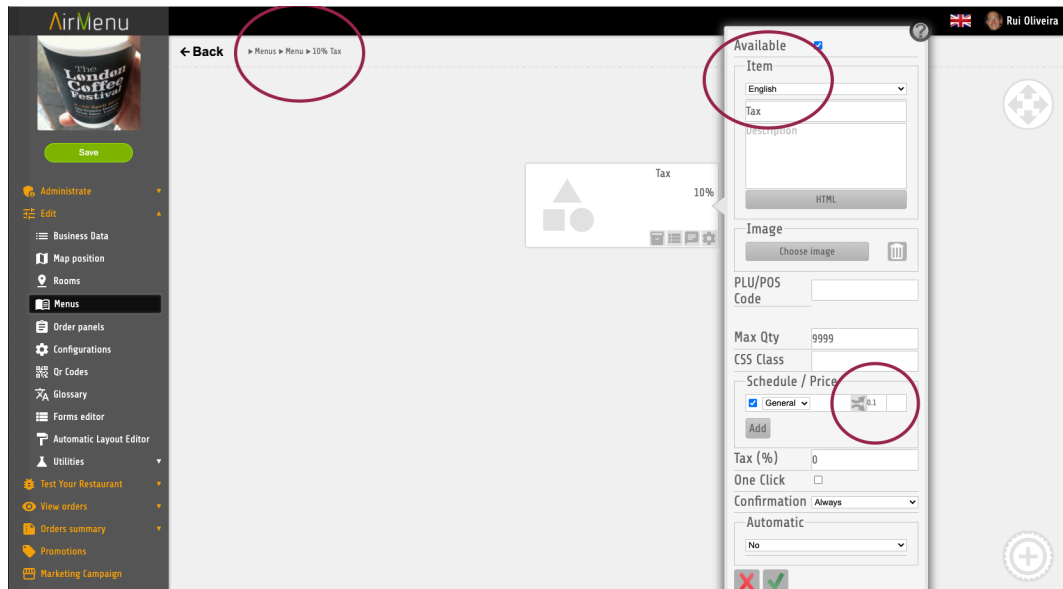 AirMenu
Rui Oliveira
The
London
Coffee
Festival
Back
Menus ▸ Menu ▸ 10% Tax
Save
Administrate
Edit
Business Data
Map position
Rooms
Menus
Order panels
Configurations
Qr Codes
Glossary
Forms editor
Automatic Layout Editor
Utilities
Test Your Restaurant
View orders
Orders summary
Promotions
Marketing Campaign
Tax
10%
?
Available
Item
English
Tax
Description
HTML
Image
Choose image
PLU/POS
Code
Max Qty 9999
CSS Class
Schedule / Price
General 0.1
Add
Tax (%) 0
One Click
Confirmation Always
Automatic
No